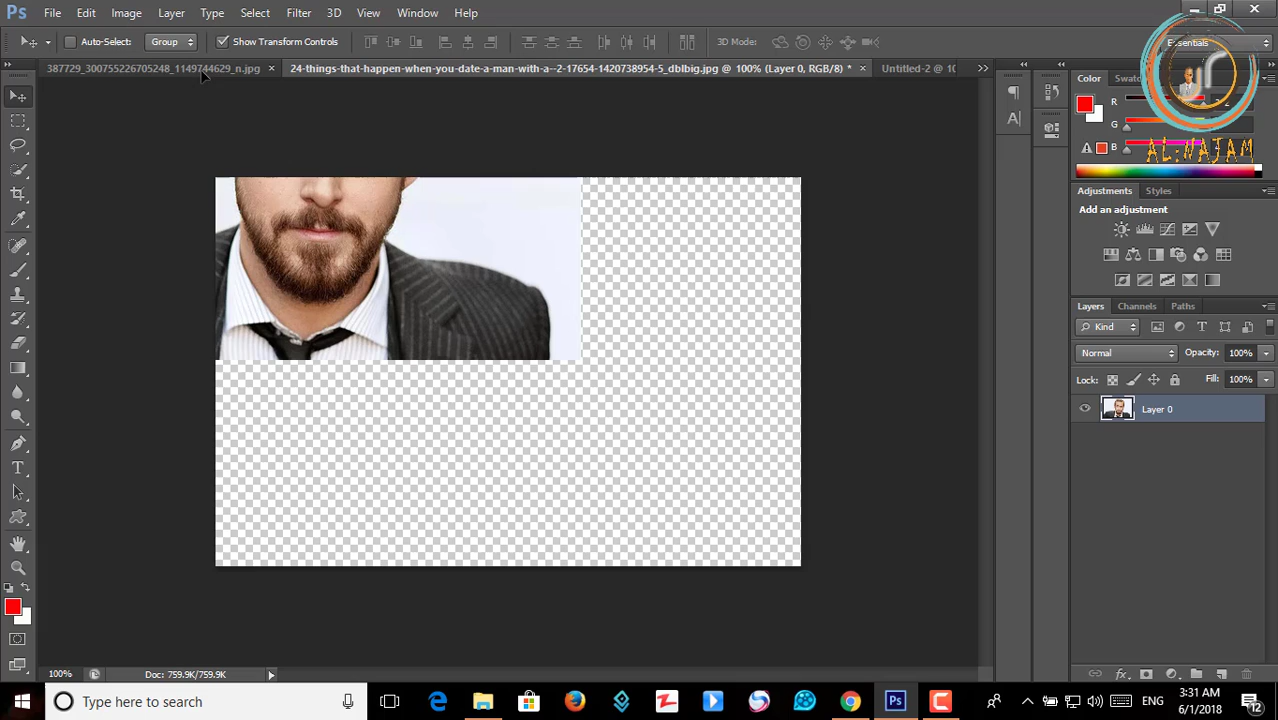 Ps File Edit Image Layer Type Select Filter 3D View Window Help
Auto-Select: Group Show Transform Controls 3D Mode: Essentials
387729_300755226705248_1149744629_n.jpg × 24-things-that-happen-when-you-date-a-man-with-a--2-17654-1420738954-5_dblbig.jpg @ 100% (Layer 0, RGB/8) * × Untitled-2 @ 10
Color
R
G
B
AL:NAJAM
Adjustments Styles
Add an adjustment
Layers Channels Paths
Kind
Normal Opacity: 100%
Lock: Fill: 100%
Layer 0
100% Doc: 759.9K/759.9K
Type here to search
Ps
ENG
3:31 AM
6/1/2018
12